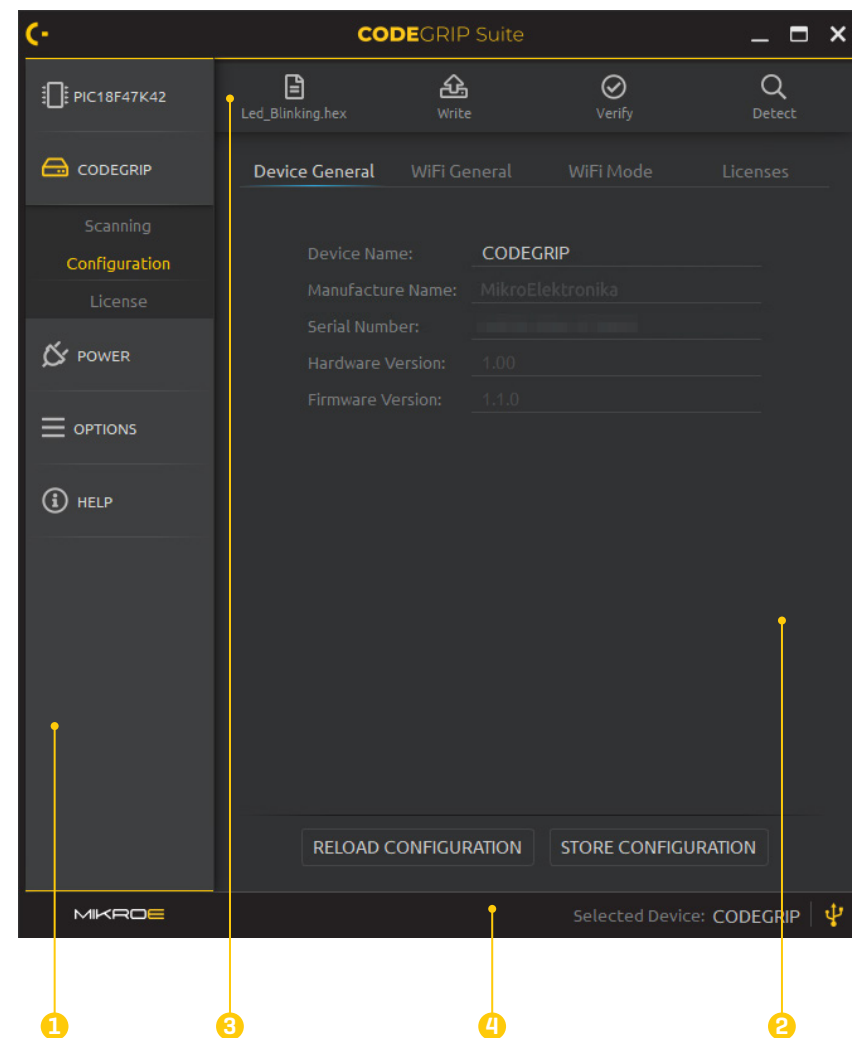 CODEGRIP Suite
PIC18F47K42
Led_Blinking.hex
Write
Verify
Detect
CODEGRIP
Scanning
Configuration
License
POWER
OPTIONS
HELP
Device General
WiFi General
WiFi Mode
Licenses
Device Name: CODEGRIP
Manufacture Name: MikroElektronika
Serial Number:
Hardware Version: 1.00
Firmware Version: 1.1.0
RELOAD CONFIGURATION
STORE CONFIGURATION
MIKROE
Selected Device: CODEGRIP
1
3
4
2